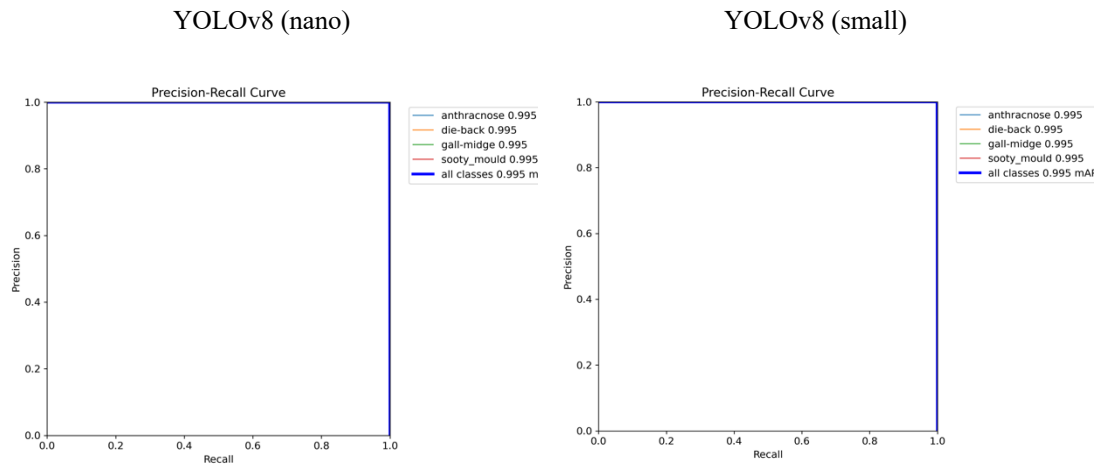 YOLOv8 (nano)
YOLOv8 (small)
Precision-Recall Curve
1.0
0.8
0.6
0.4
0.2
0.0
Precision
0.0 0.2 0.4 0.6 0.8 1.0
Recall
anthracnose 0.995
die-back 0.995
gall-midge 0.995
sooty_mould 0.995
all classes 0.995 m
Precision-Recall Curve
1.0
0.8
0.6
0.4
0.2
0.0
Precision
0.0 0.2 0.4 0.6 0.8 1.0
Recall
anthracnose 0.995
die-back 0.995
gall-midge 0.995
sooty_mould 0.995
all classes 0.995 mAP